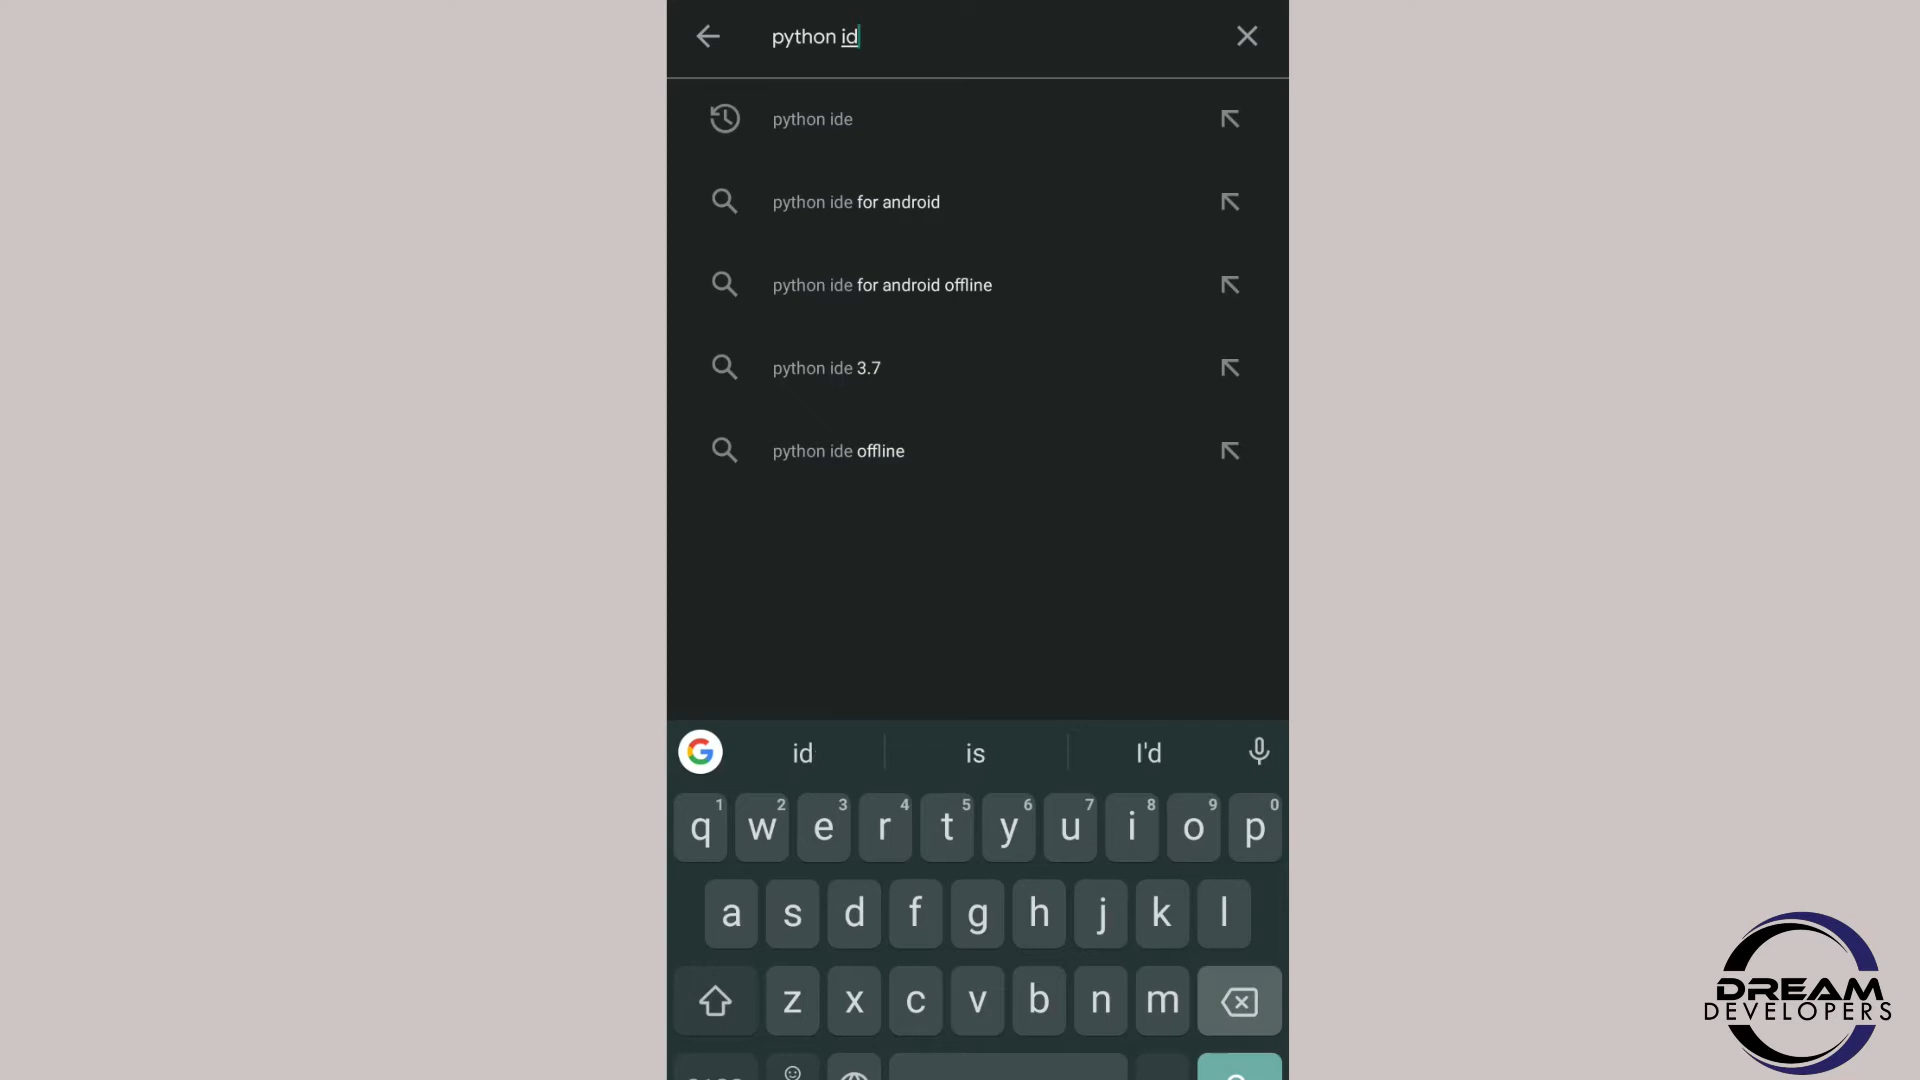 python id
python ide
python ide for android
python ide for android offline
python ide 3.7
python ide offline
id is I'd
1 2 3 4 5 6 7 8 9 0
q w e r t y u i o p
a s d f g h j k l
z x c v b n m
DREAM
DEVELOPERS